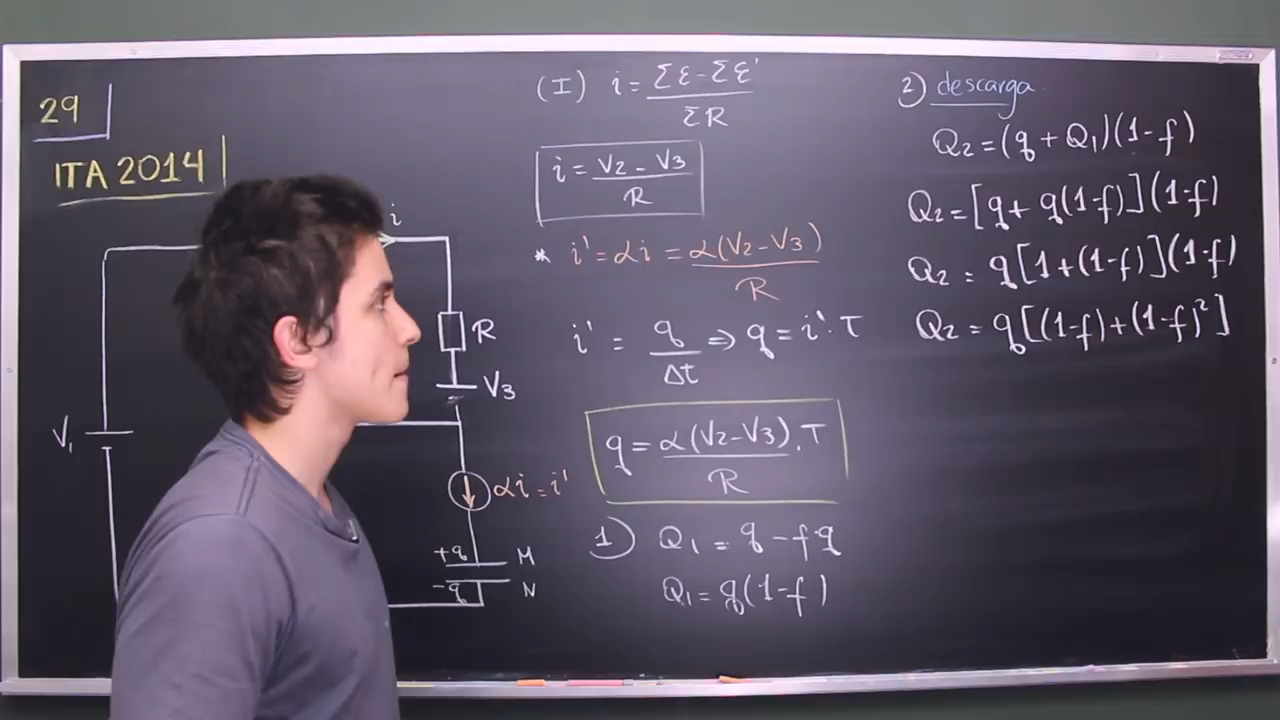 29
ITA 2014
i
R
V3
V1
αi = i'
+q
M
-q
N
(I) i = Σε - Σε' / ΣR
i = V2 - V3 / R
* i' = αi = α(V2 - V3) / R
i' = q / Δt ⇒ q = i'. T
q = α(V2 - V3) . T / R
1) Q1 = q - fq
Q1 = q(1-f)
2) descarga.
Q2 = (q + Q1)(1-f)
Q2 = [q + q(1-f)](1-f)
Q2 = q[1+(1-f)](1-f)
Q2 = q[(1-f)+(1-f)²]